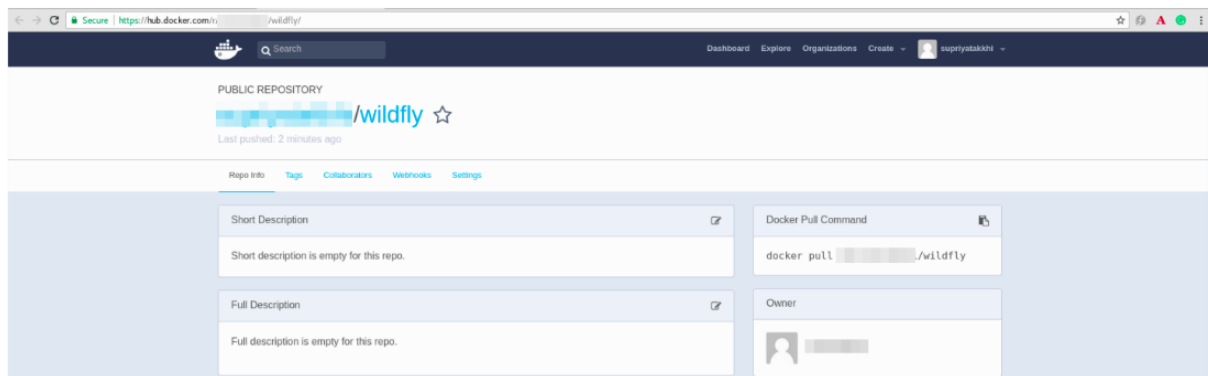 Secure | https://hub.docker.com/r/ /wildfly/
Search
Dashboard Explore Organizations Create supriyatakkhi
PUBLIC REPOSITORY
/wildfly
Last pushed: 2 minutes ago
Repo Info Tags Collaborators Webhooks Settings
Short Description
Short description is empty for this repo.
Full Description
Full description is empty for this repo.
Docker Pull Command
docker pull /wildfly
Owner